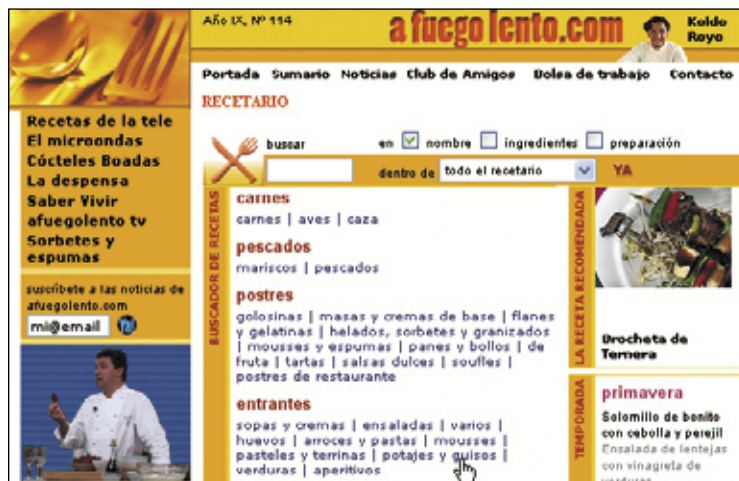 Año IX, Nº 114
a fuego lento.com
Koldo
Royo
Portada Sumario Noticias Club de Amigos Bolsa de trabajo Contacto
RECETARIO
Recetas de la tele
El microondas
Cócteles Boadas
La despensa
Saber Vivir
afuegolento tv
Sorbetes y
espumas
suscríbete a las noticias de
afuegolento.com
mi@email
buscar en nombre ingredientes preparación
dentro de todo el recetario YA
BUSCADOR DE RECETAS
carnes
carnes | aves | caza
pescados
mariscos | pescados
postres
golosinas | masas y cremas de base | flanes
y gelatinas | helados, sorbetes y granizados
| mousses y espumas | panes y bollos | de
fruta | tartas | salsas dulces | soufles |
postres de restaurante
entrantes
sopas y cremas | ensaladas | varios |
huevos | arroces y pastas | mousses |
pasteles y terrinas | potajes y guisos |
verduras | aperitivos
LA RECETA RECOMENDADA
Brocheta de
Ternera
TEMPORADA
primavera
Solomillo de bonito
con cebolla y perejil
Ensalada de lentejas
con vinagreta de